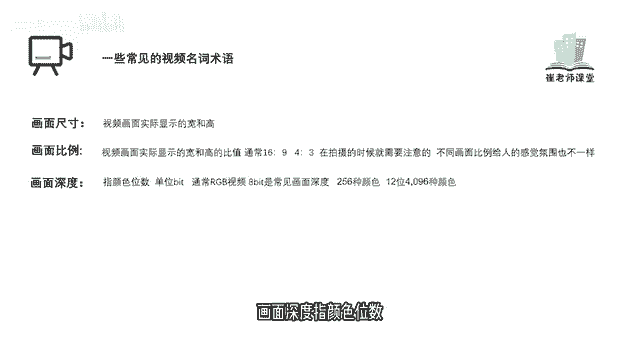 一些常见的视频名词术语
崔老师课堂
画面尺寸： 视频画面实际显示的宽和高
画面比例： 视频画面实际显示的宽和高的比值 通常16：9 4：3 在拍摄的时候就需要注意的 不同画面比例给人的感觉氛围也不一样
画面深度： 指颜色位数 单位bit 通常RGB视频 8bit是常见画面深度 256种颜色 12位4,096种颜色
画面深度指颜色位数